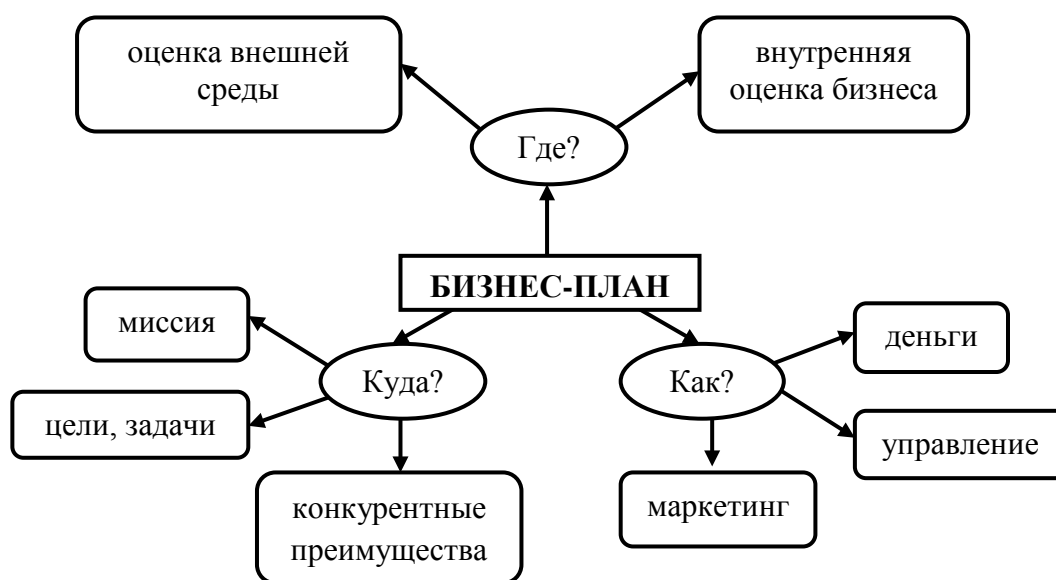 оценка внешней
среды
внутренняя
оценка бизнеса
Где?
БИЗНЕС-ПЛАН
миссия
деньги
Куда?
Как?
цели, задачи
управление
конкурентные
преимущества
маркетинг